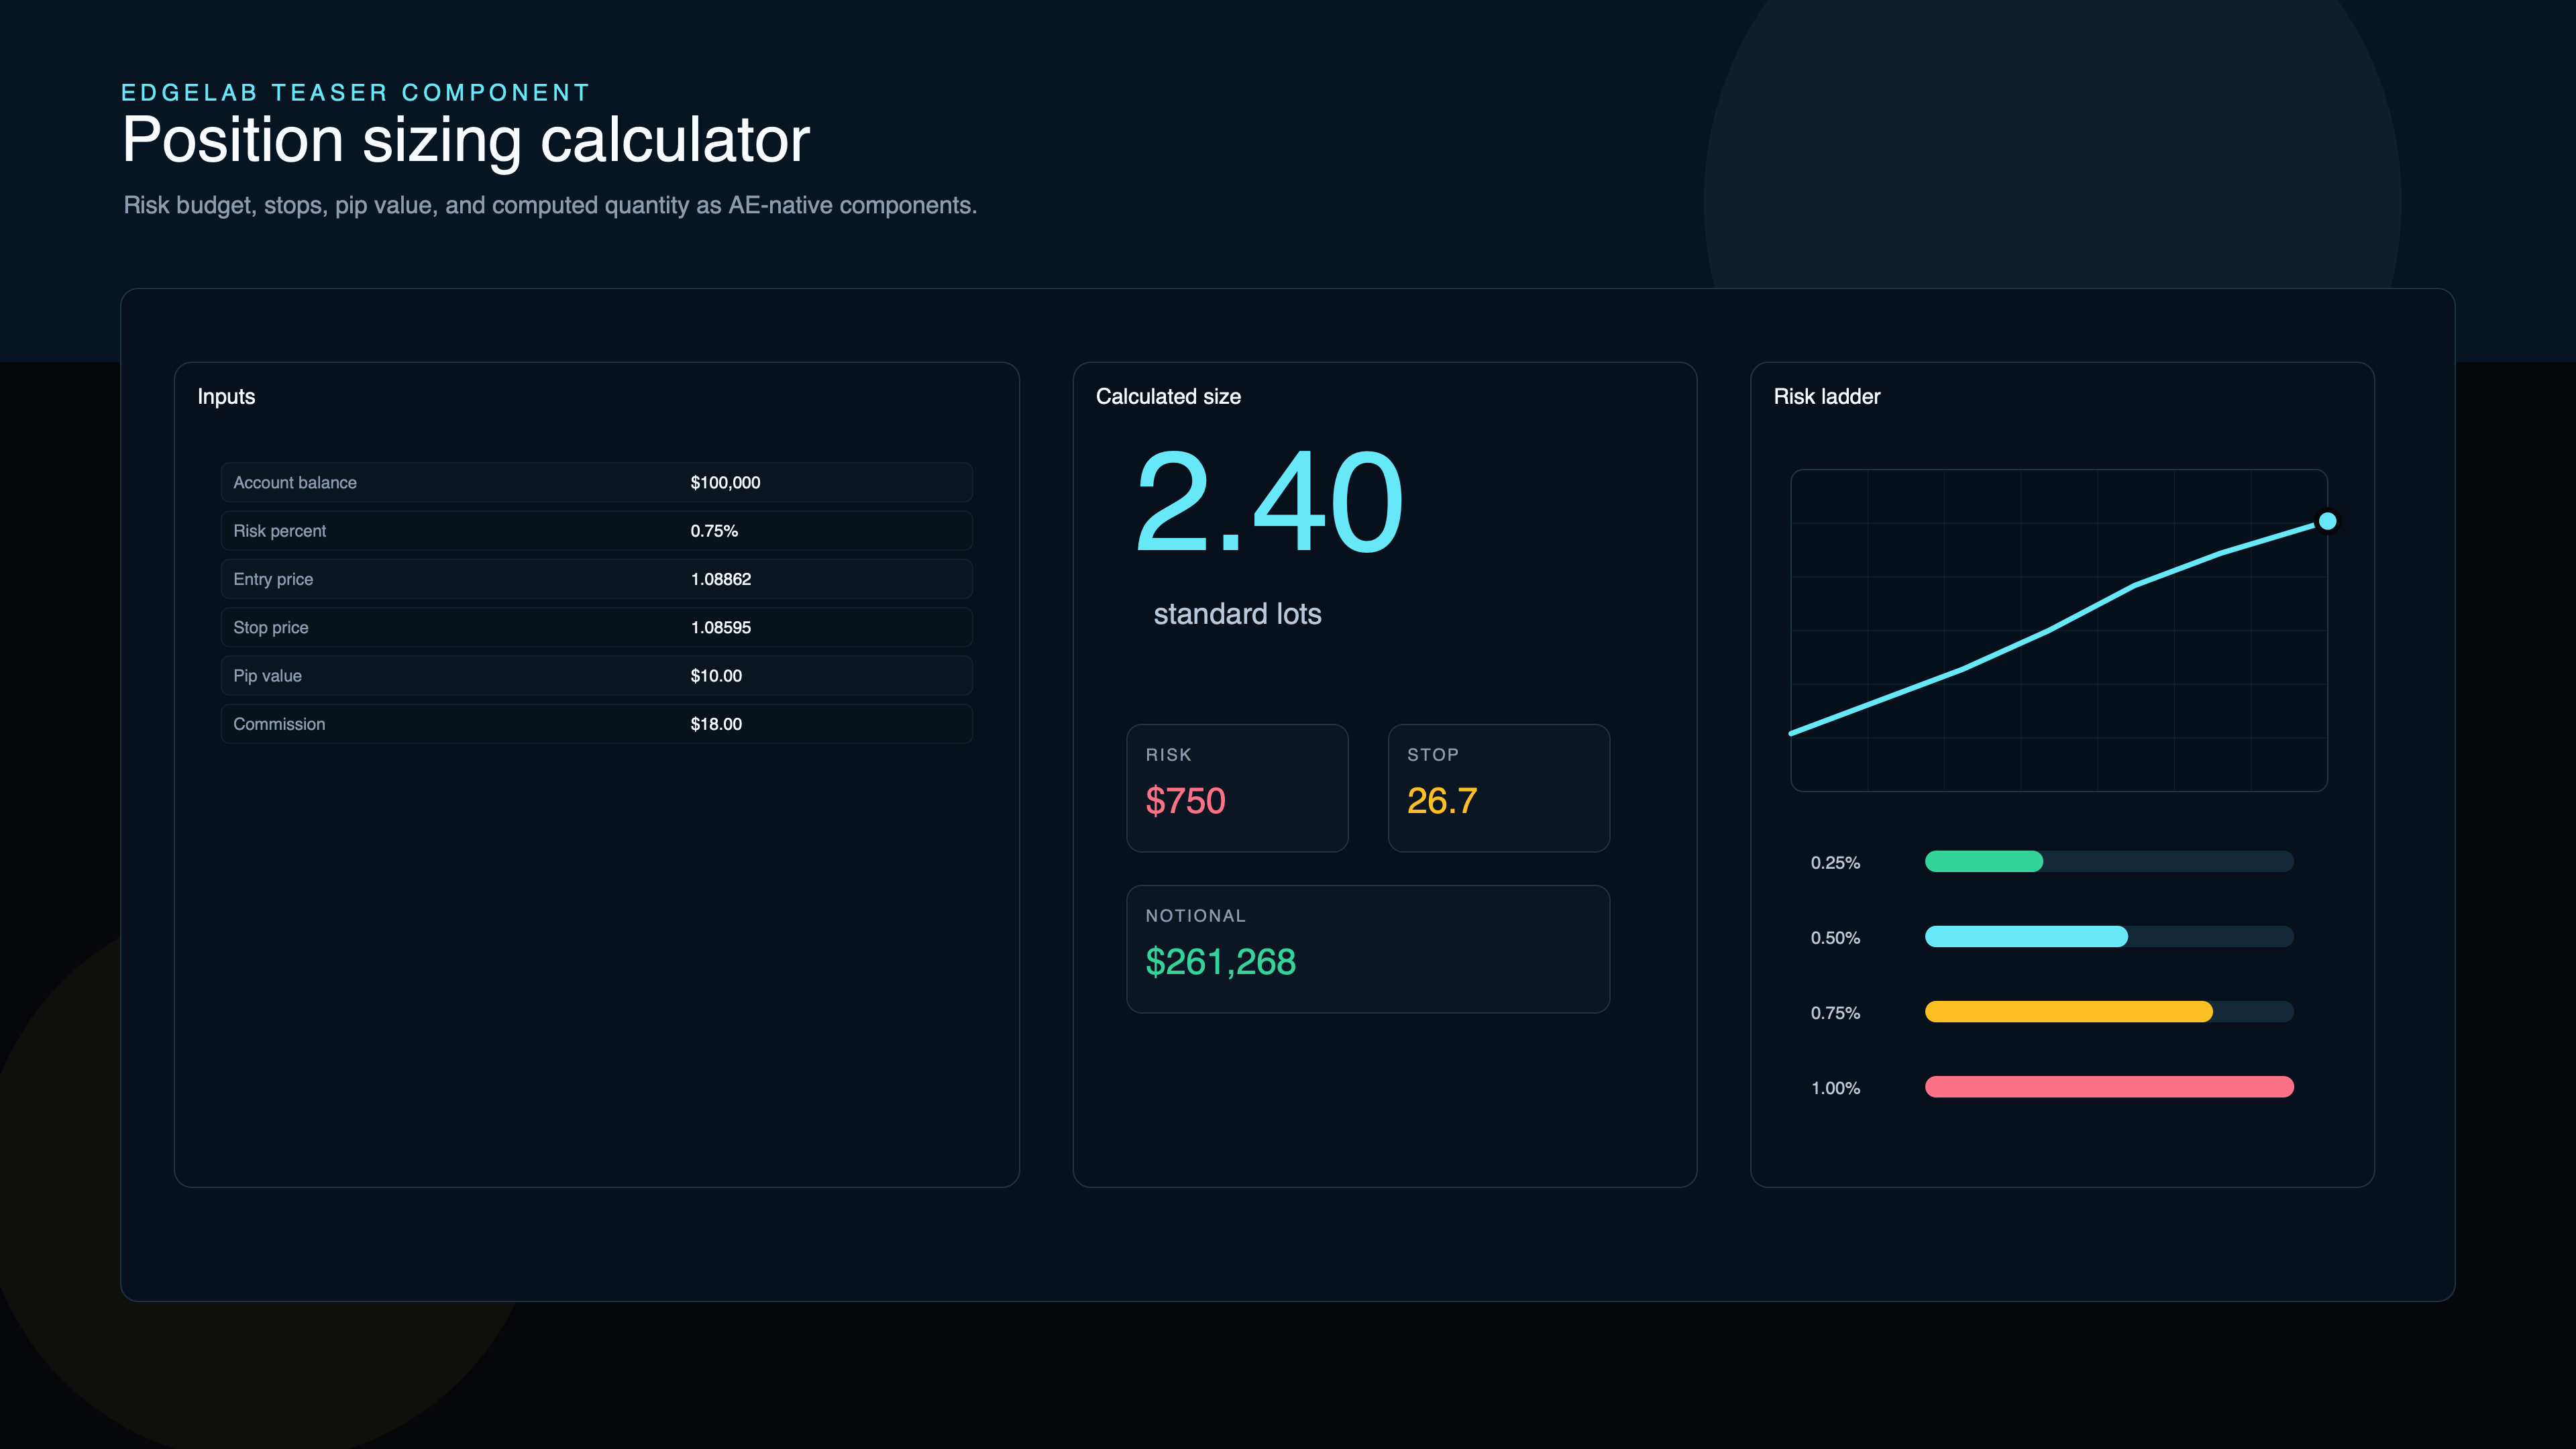 EDGELAB TEASER COMPONENT
Position sizing calculator
Risk budget, stops, pip value, and computed quantity as AE-native components.
Inputs
Account balance $100,000
Risk percent 0.75%
Entry price 1.08862
Stop price 1.08595
Pip value $10.00
Commission $18.00
Calculated size
2.40
standard lots
RISK
$750
STOP
26.7
NOTIONAL
$261,268
Risk ladder
0.25%
0.50%
0.75%
1.00%